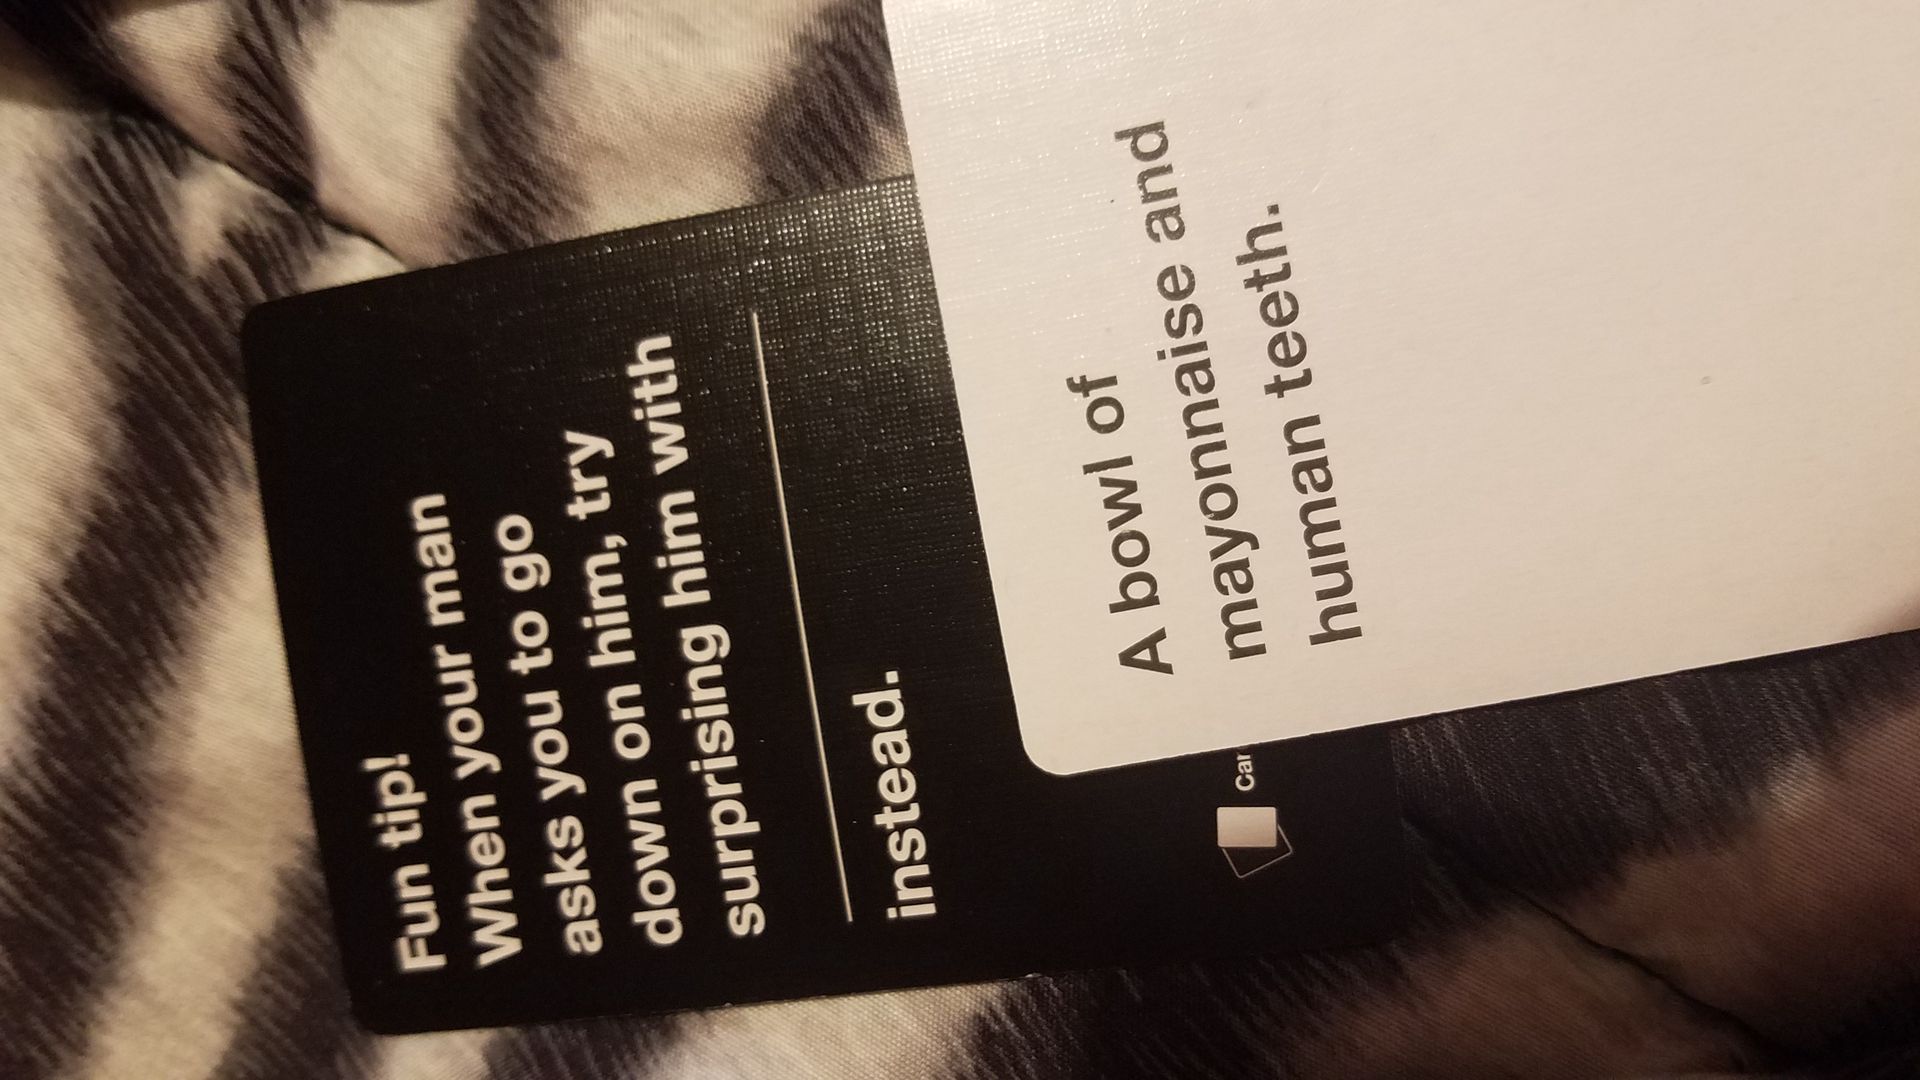 Fun tip!
When your man
asks you to go
down on him, try
surprising him with
instead.
A bowl of
mayonnaise and
human teeth.